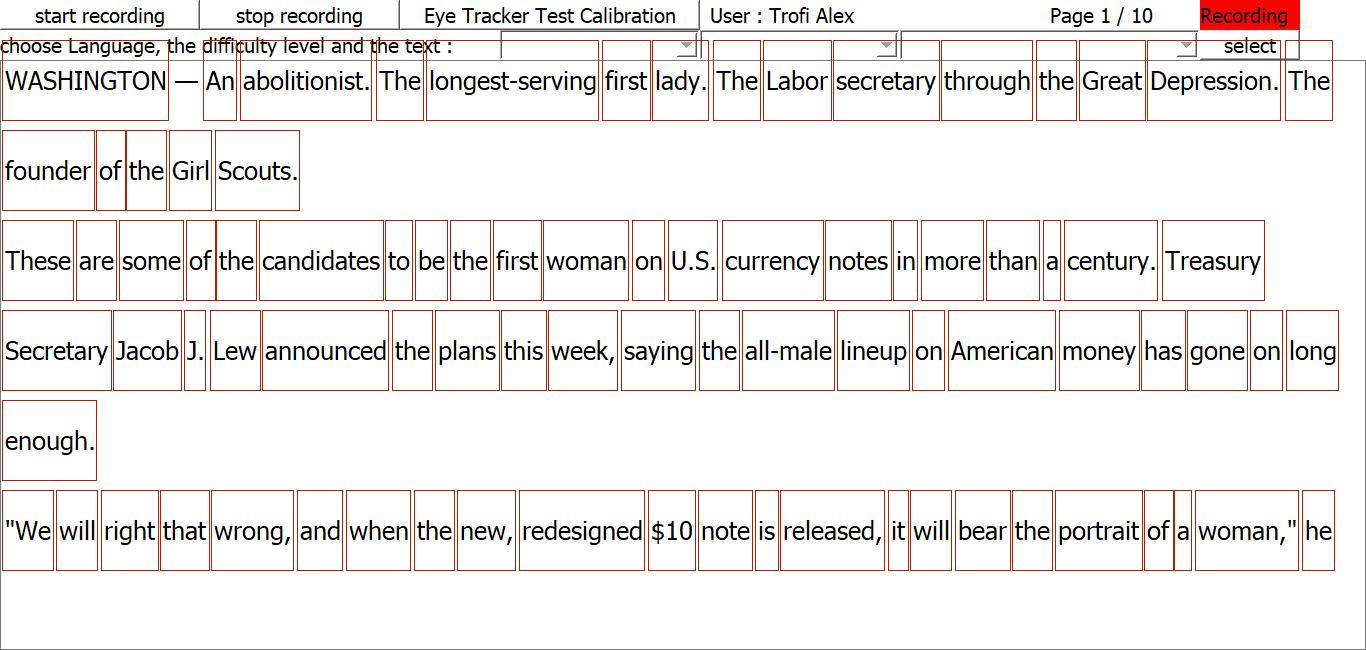 start recording stop recording Eye Tracker Test Calibration User : Trofi Alex Page 1 / 10 Recording
choose Language, the difficulty level and the text : select
WASHINGTON — An abolitionist. The longest-serving first lady. The Labor secretary through the Great Depression. The
founder of the Girl Scouts.
These are some of the candidates to be the first woman on U.S. currency notes in more than a century. Treasury
Secretary Jacob J. Lew announced the plans this week, saying the all-male lineup on American money has gone on long
enough.
"We will right that wrong, and when the new, redesigned $10 note is released, it will bear the portrait of a woman," he